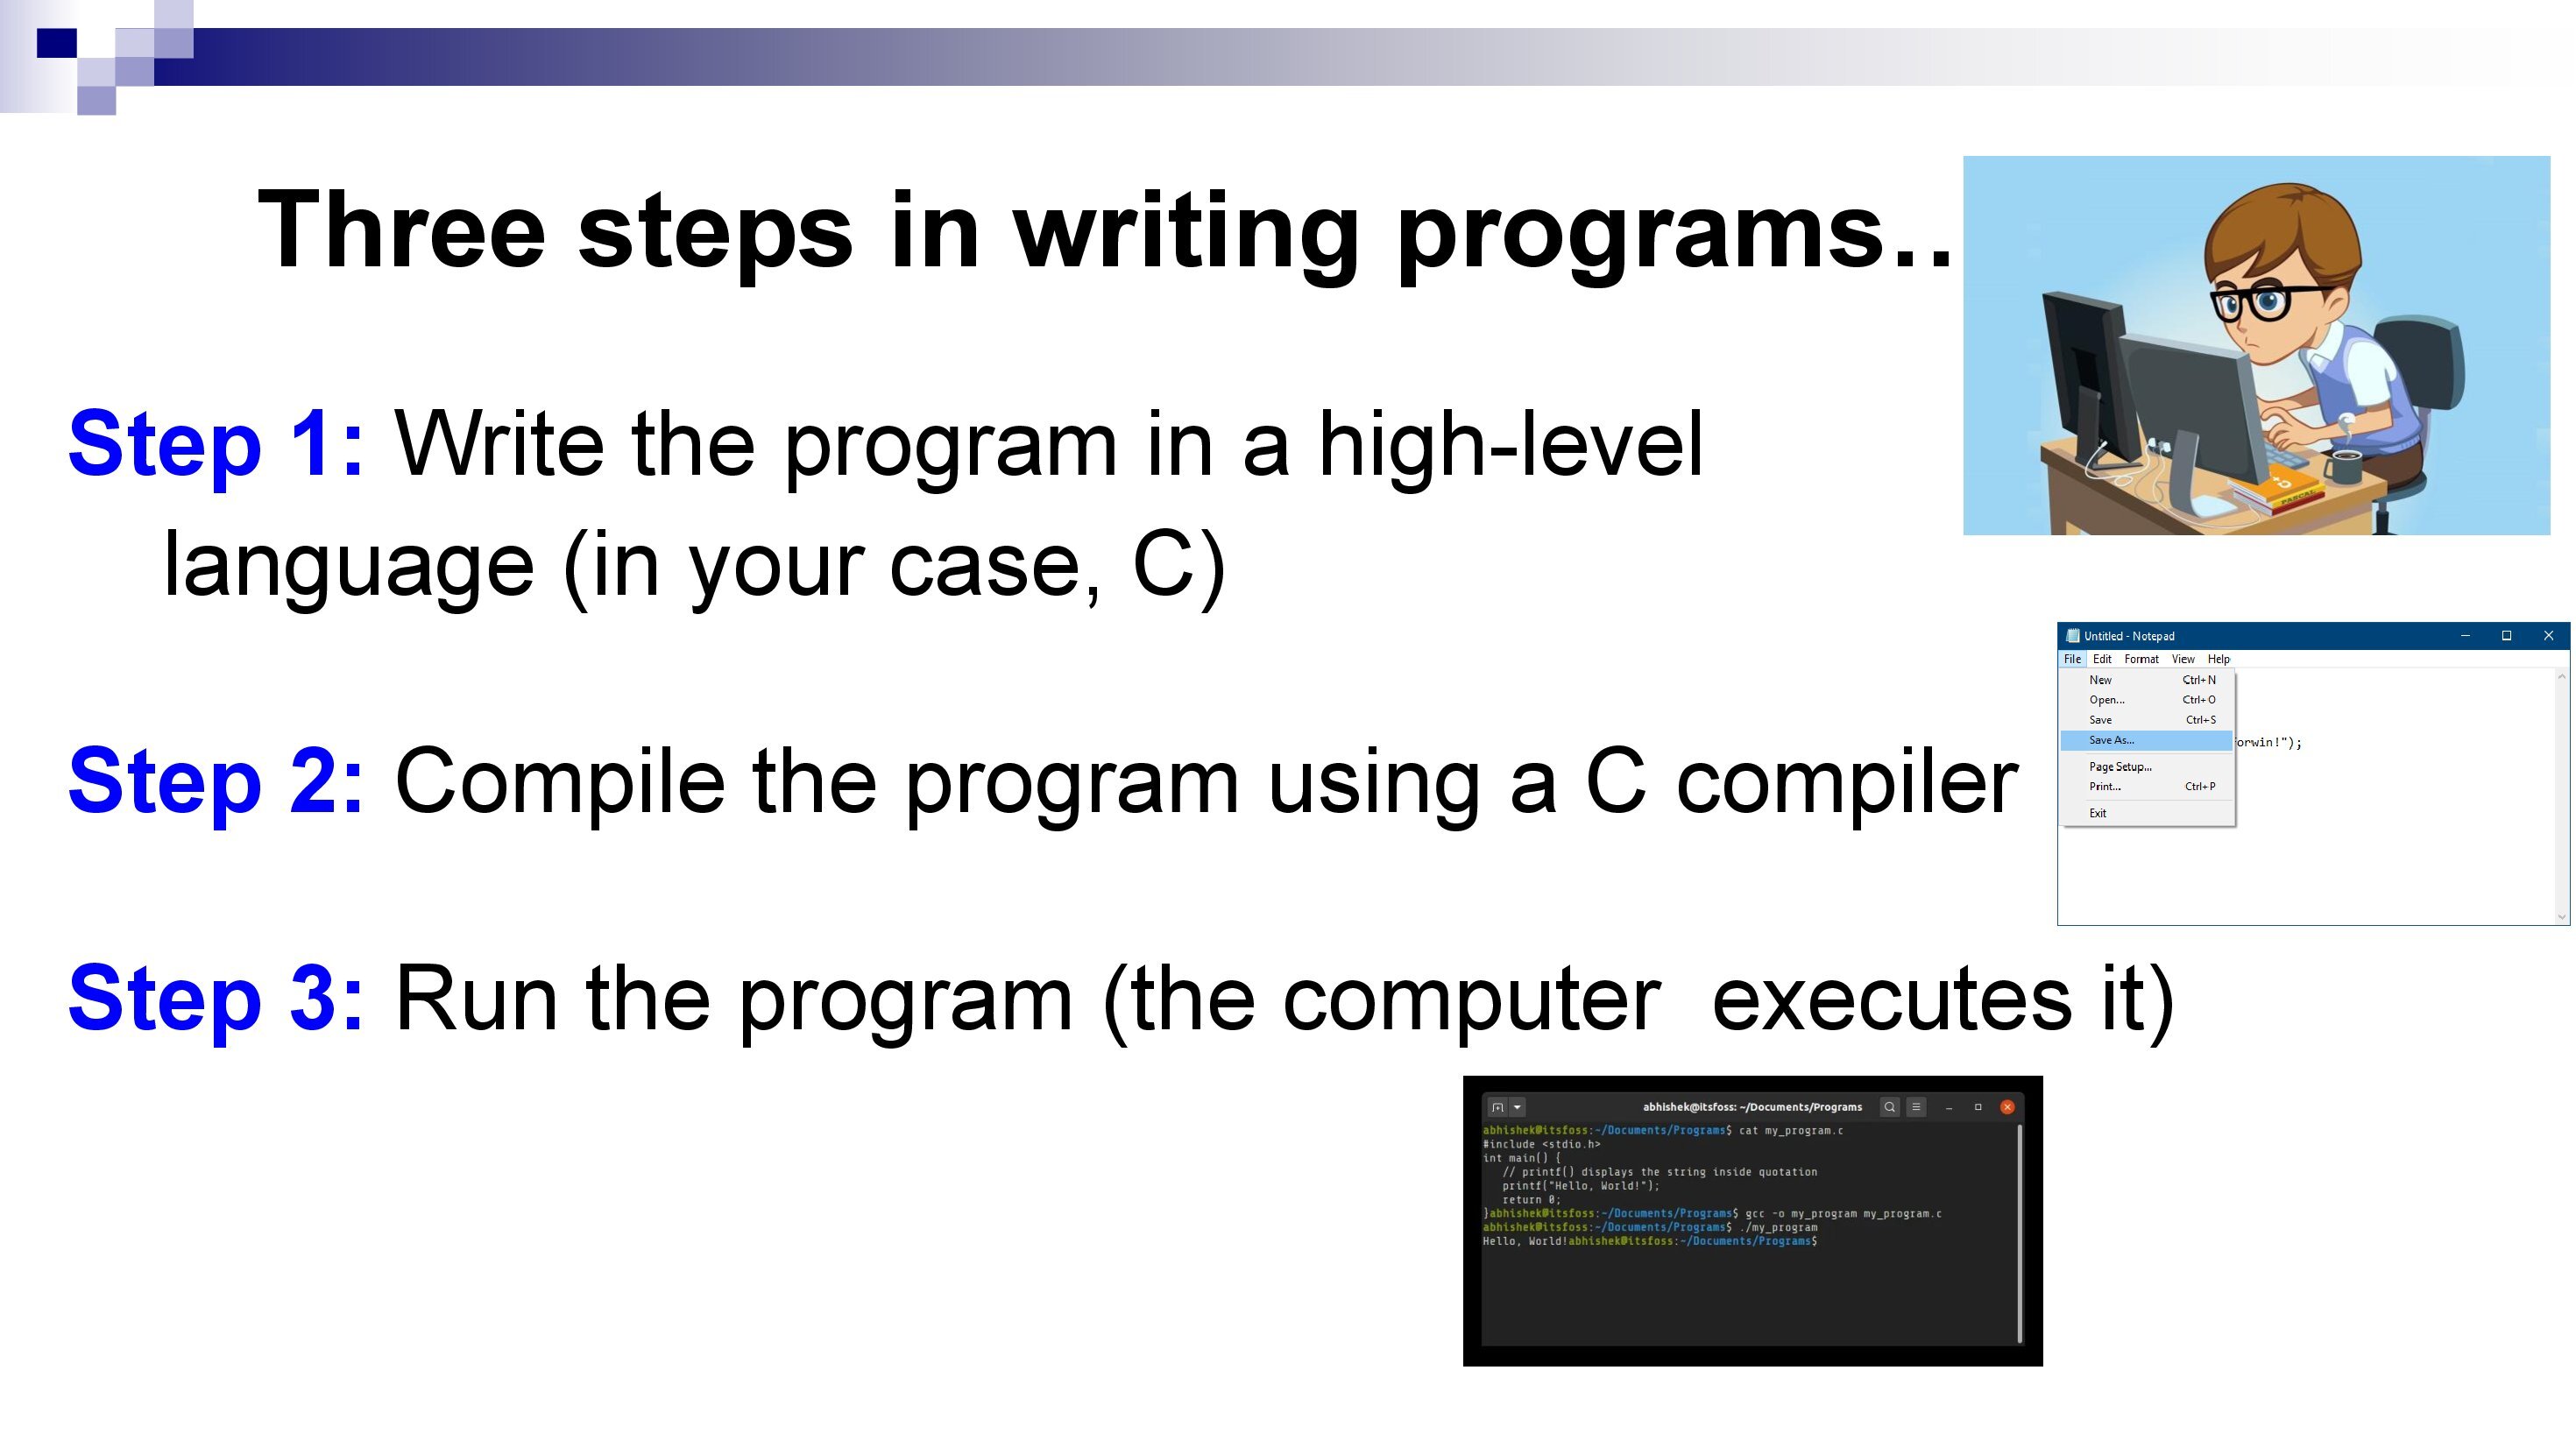 Three steps in writing programs..
Step 1: Write the program in a high-level
language (in your case, C)
Step 2: Compile the program using a C compiler
Step 3: Run the program (the computer  executes it)
PASCAL
Untitled - Notepad
File Edit Format View Help
New Ctrl+N
Open... Ctrl+O
Save Ctrl+S
Save As...
orwin!");
Page Setup...
Print... Ctrl+P
Exit
abhishek@itsfoss: ~/Documents/Programs
abhishek@itsfoss:~/Documents/Programs$ cat my_program.c
#include <stdio.h>
int main() {
// printf() displays the string inside quotation
printf("Hello, World!");
return 0;
}abhishek@itsfoss:~/Documents/Programs$ gcc -o my_program my_program.c
abhishek@itsfoss:~/Documents/Programs$ ./my_program
Hello, World!abhishek@itsfoss:~/Documents/Programs$